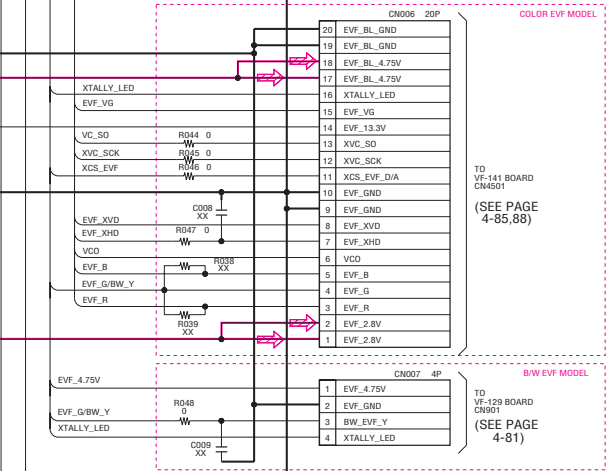 CN006 20P COLOR EVF MODEL
20 EVF_BL_GND
19 EVF_BL_GND
18 EVF_BL_4.75V
17 EVF_BL_4.75V
XTALLY_LED 16 XTALLY_LED
EVF_VG 15 EVF_VG
14 EVF_13.3V
VC_SO R044 0 13 XVC_SO
XVC_SCK R045 0 12 XVC_SCK
XCS_EVF R046 0 11 XCS_EVF_D/A
TO
VF-141 BOARD
CN4501
(SEE PAGE
4-85,88)
10 EVF_GND
C008
XX
9 EVF_GND
EVF_XVD 8 EVF_XVD
EVF_XHD R047 0 7 XHD
VCO 6 VCO
EVF_B R038
XX
5 EVF_B
EVF_G/BW_Y 4 EVF_G
EVF_R 3 EVF_R
R039
XX
2 EVF_2.8V
1 EVF_2.8V
CN007 4P B/W EVF MODEL
EVF_4.75V 1 EVF_4.75V
2 EVF_GND
EVF_G/BW_Y R048
0
3 BW_EVF_Y
XTALLY_LED 4 XTALLY_LED
C009
XX
TO
VF-129 BOARD
CN901
(SEE PAGE
4-81)